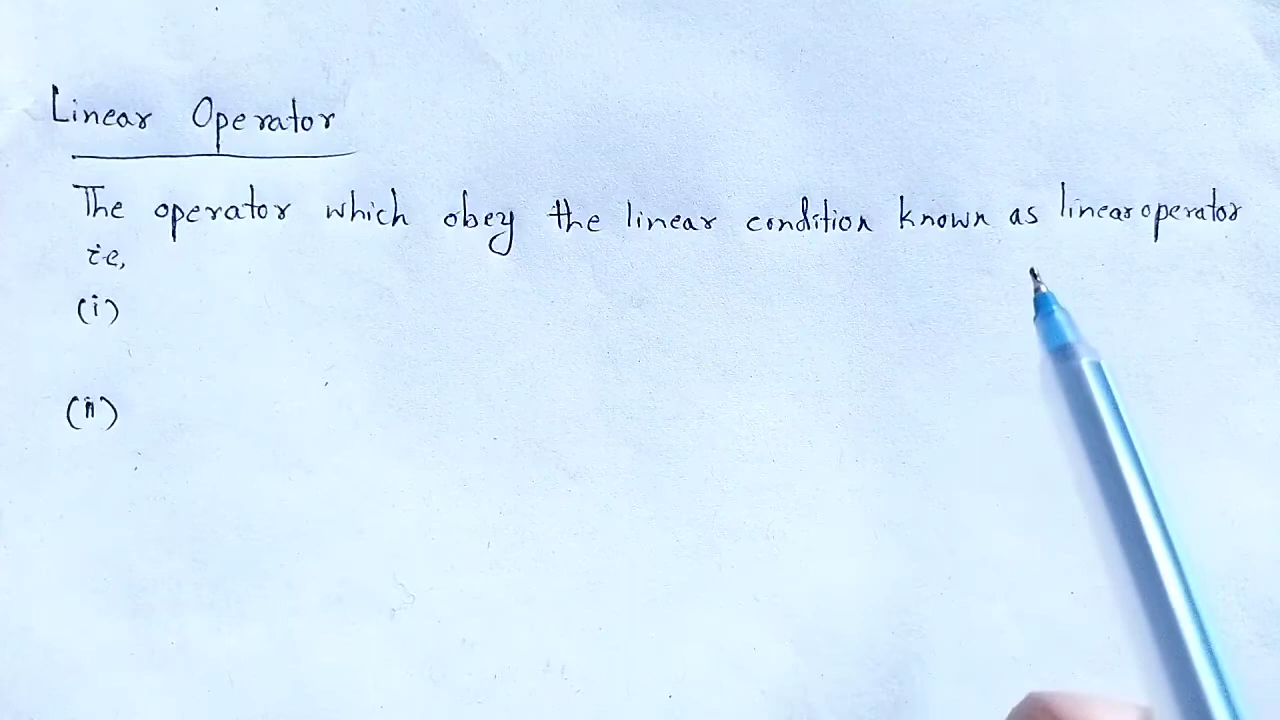 Linear Operator
The operator which obey the linear condition known as linear operator
ie,
(i)
(ii)